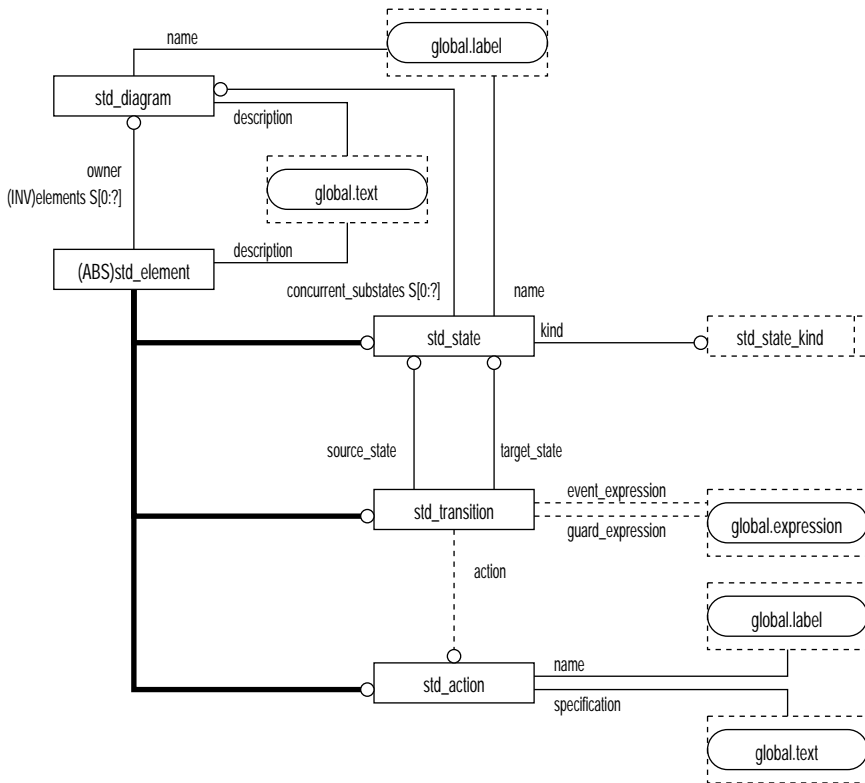 name
global.label
std_diagram
description
owner
(INV)elements S[0:?]
global.text
description
(ABS)std_element
concurrent_substates S[0:?]
name
std_state
kind
std_state_kind
source_state
target_state
std_transition
event_expression
guard_expression
global.expression
action
global.label
std_action
name
specification
global.text